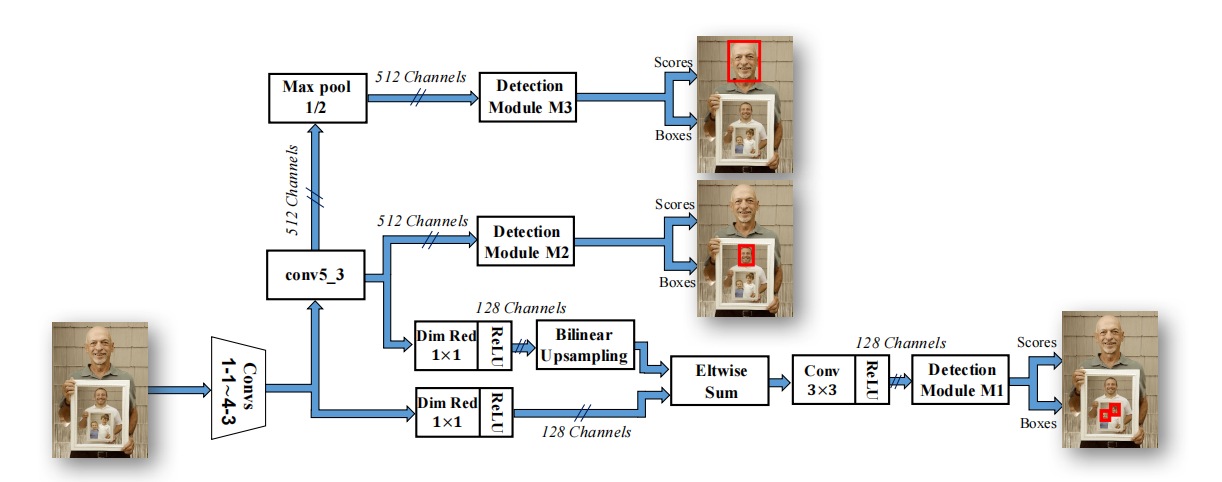 Max pool
1/2
512 Channels
Detection
Module M3
Scores
Boxes
512 Channels
conv5_3
512 Channels
Detection
Module M2
Scores
Boxes
Convs
1-1~4-3
128 Channels
Dim Red
1×1
ReLU
Bilinear
Upsampling
Dim Red
1×1
ReLU
128 Channels
Eltwise
Sum
Conv
3×3
ReLU
128 Channels
Detection
Module M1
Scores
Boxes